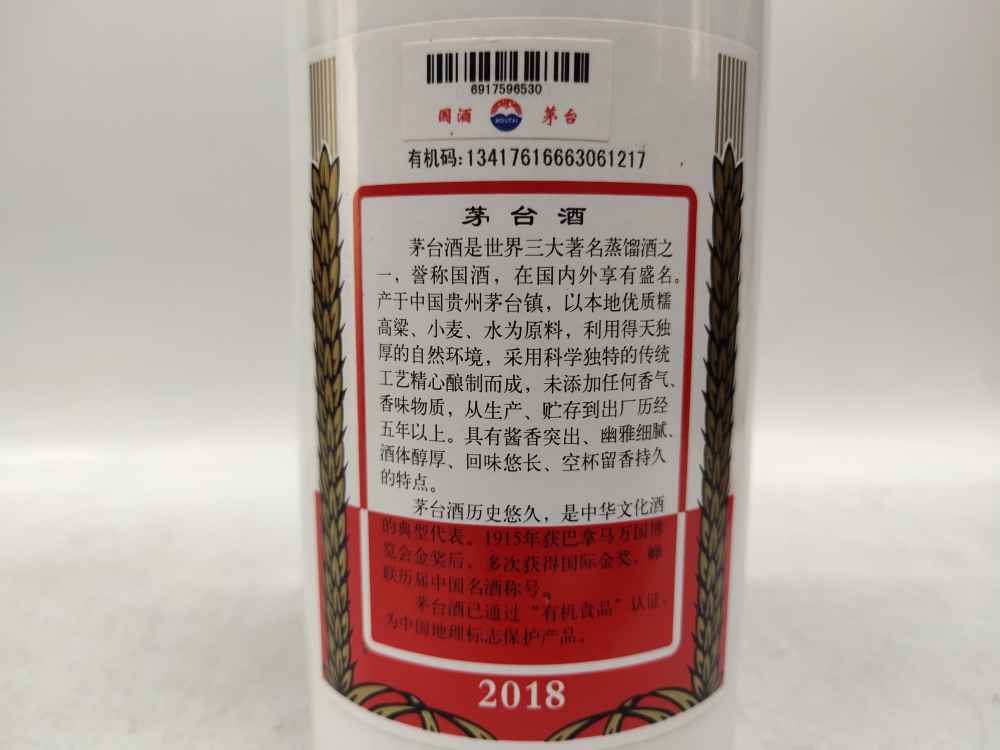 6917596530
国酒 MOUTAI 茅台
有机码:13417616663061217
茅台酒
茅台酒是世界三大著名蒸馏酒之
一，誉称国酒，在国内外享有盛名。
产于中国贵州茅台镇，以本地优质糯
高粱、小麦、水为原料，利用得天独
厚的自然环境，采用科学独特的传统
工艺精心酿制而成，未添加任何香气、
香味物质，从生产、贮存到出厂历经
五年以上。具有酱香突出、幽雅细腻、
酒体醇厚、回味悠长、空杯留香持久
的特点。
茅台酒历史悠久，是中华文化酒
的典型代表。1915年获巴拿马万国博
览会金奖后，多次获得国际金奖，蝉
联历届中国名酒称号。
茅台酒已通过“有机食品”认证，
为中国地理标志保护产品。
2018